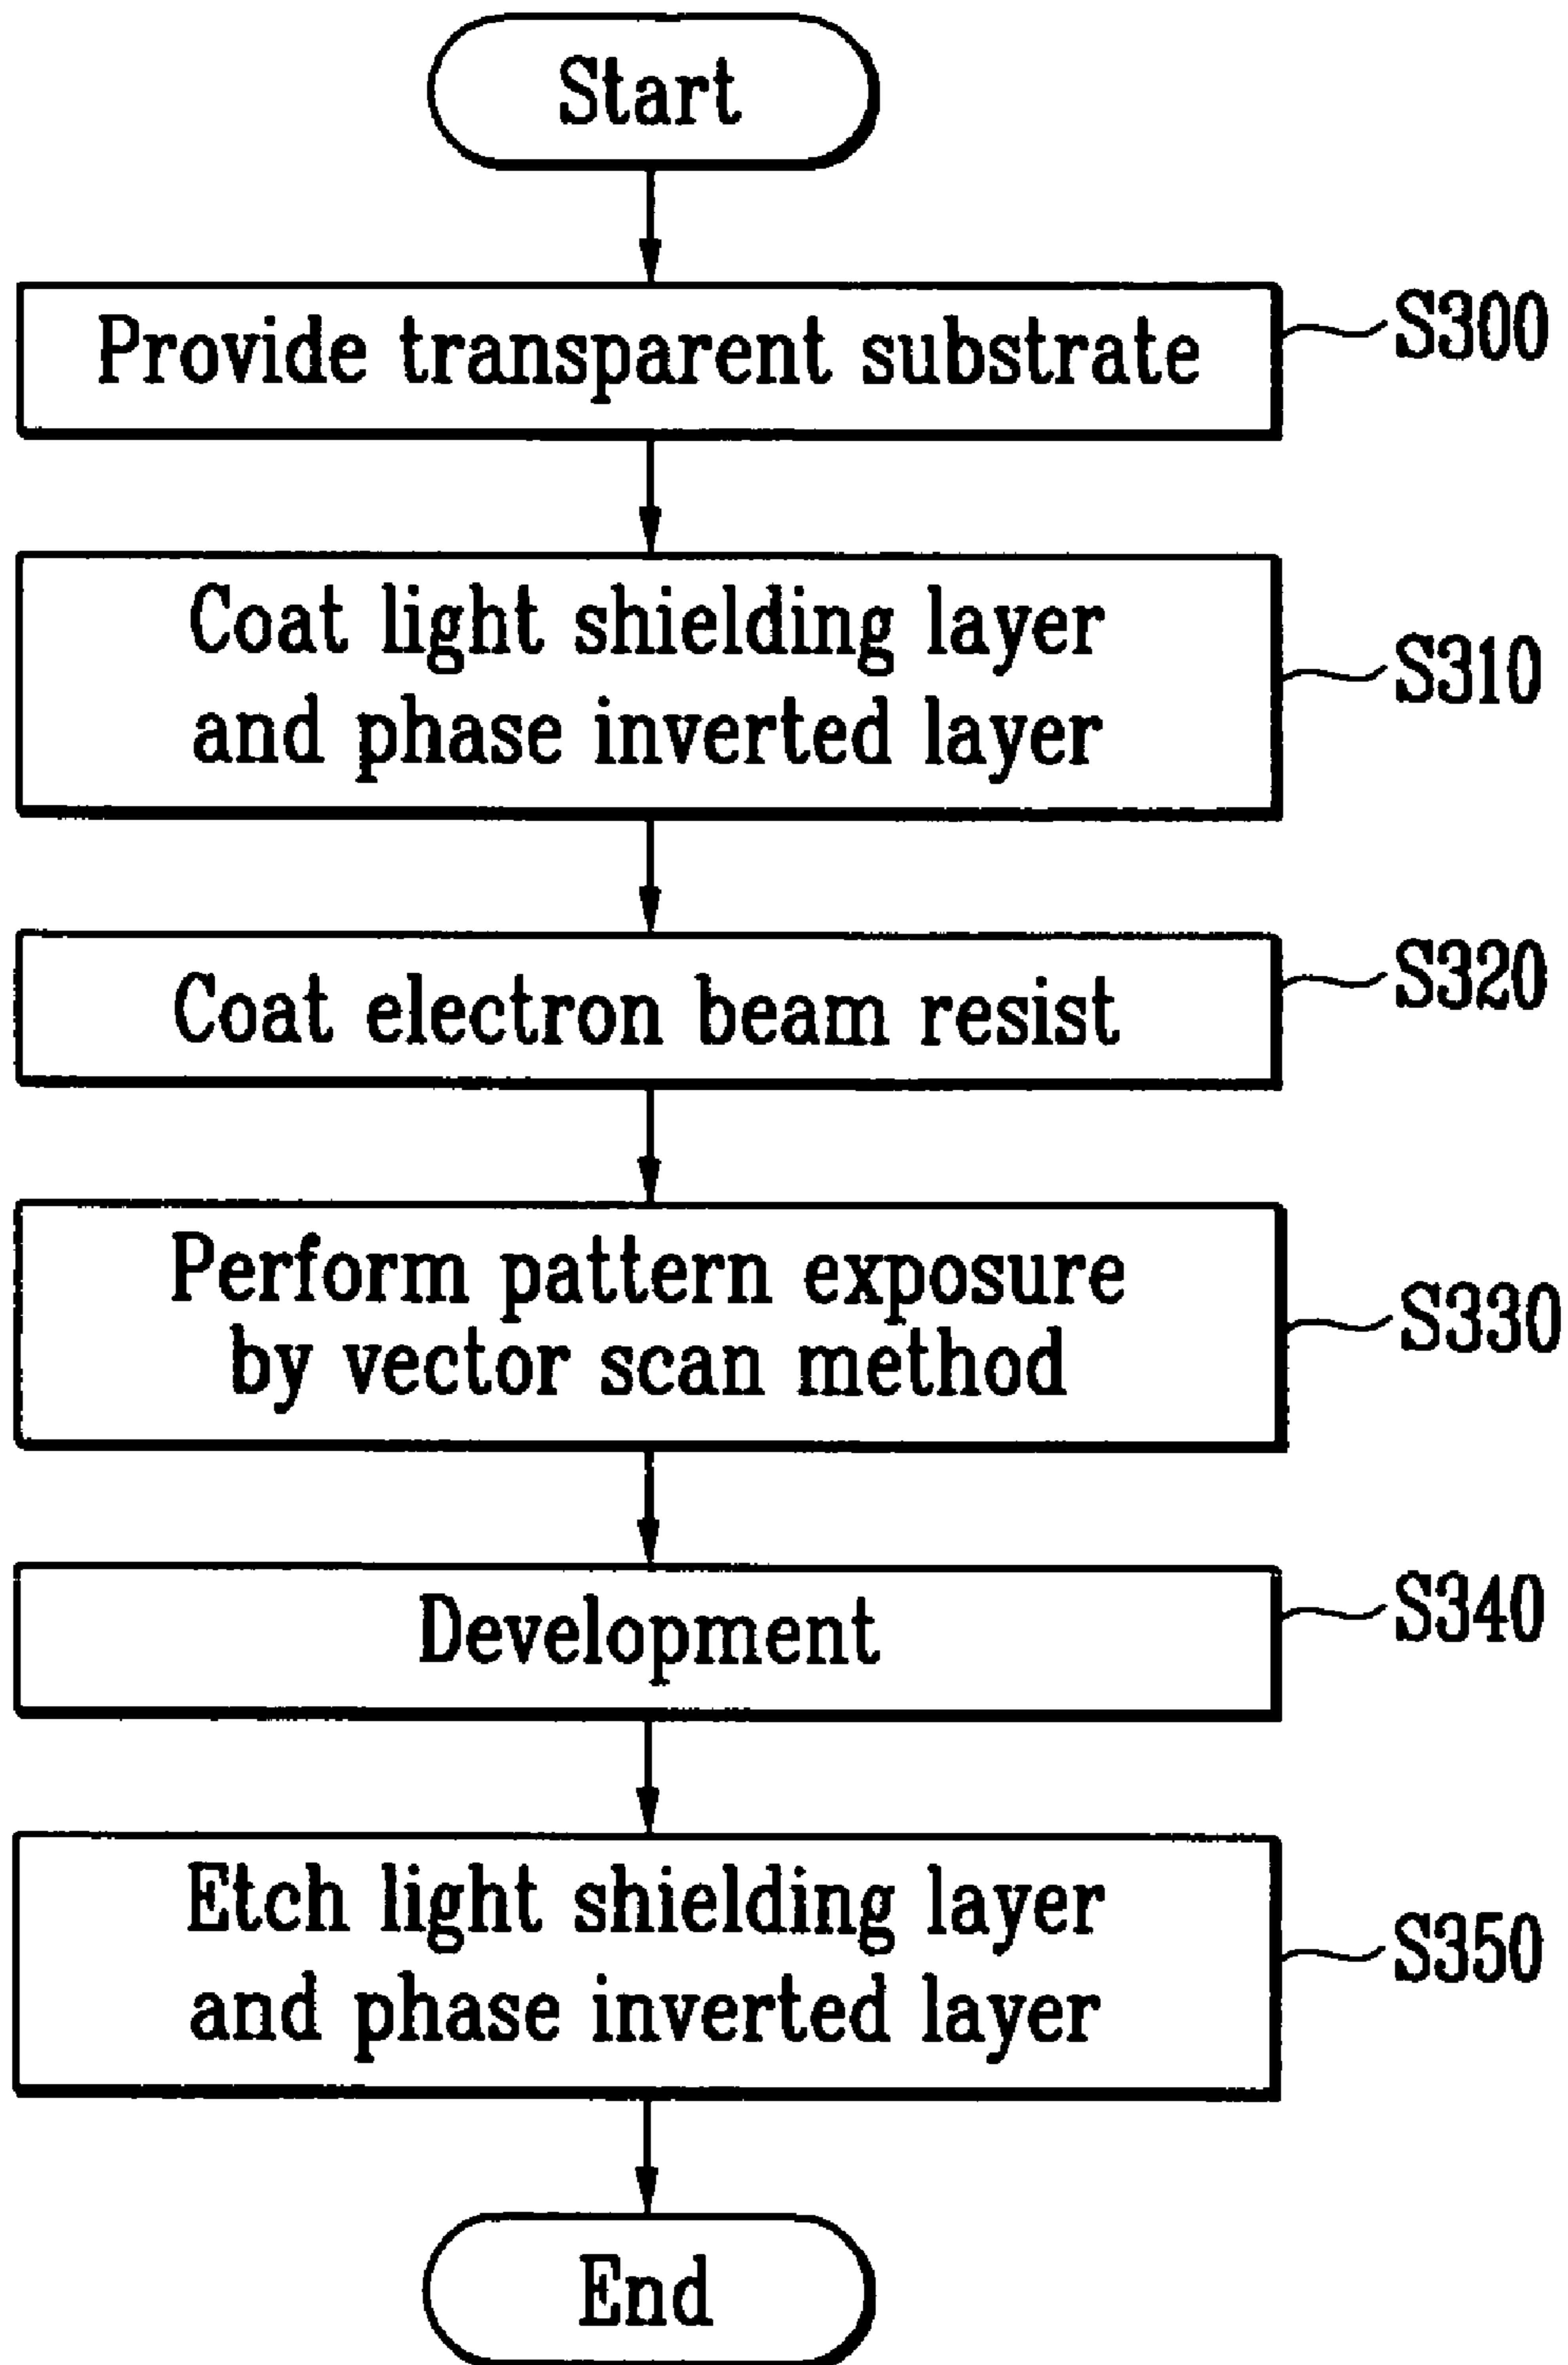 Start
Provide transparent substrate
S300
Coat light shielding layer
and phase inverted layer
S310
Coat electron beam resist
S320
Perform pattern exposure
by vector scan method
S330
Development
S340
Etch light shielding layer
and phase inverted layer
S350
End